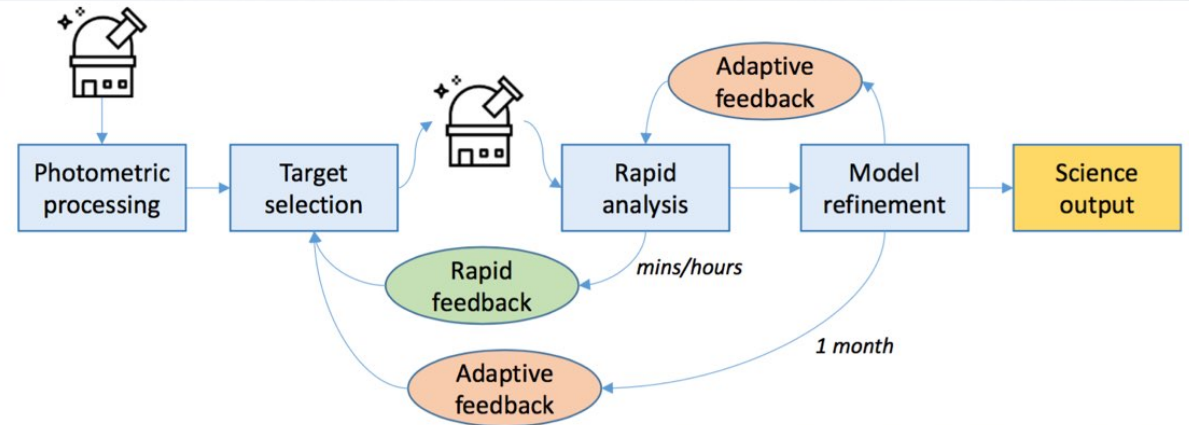 Adaptive
feedback
Photometric
processing
Target
selection
Rapid
analysis
Model
refinement
Science
output
Rapid
feedback
mins/hours
1 month
Adaptive
feedback